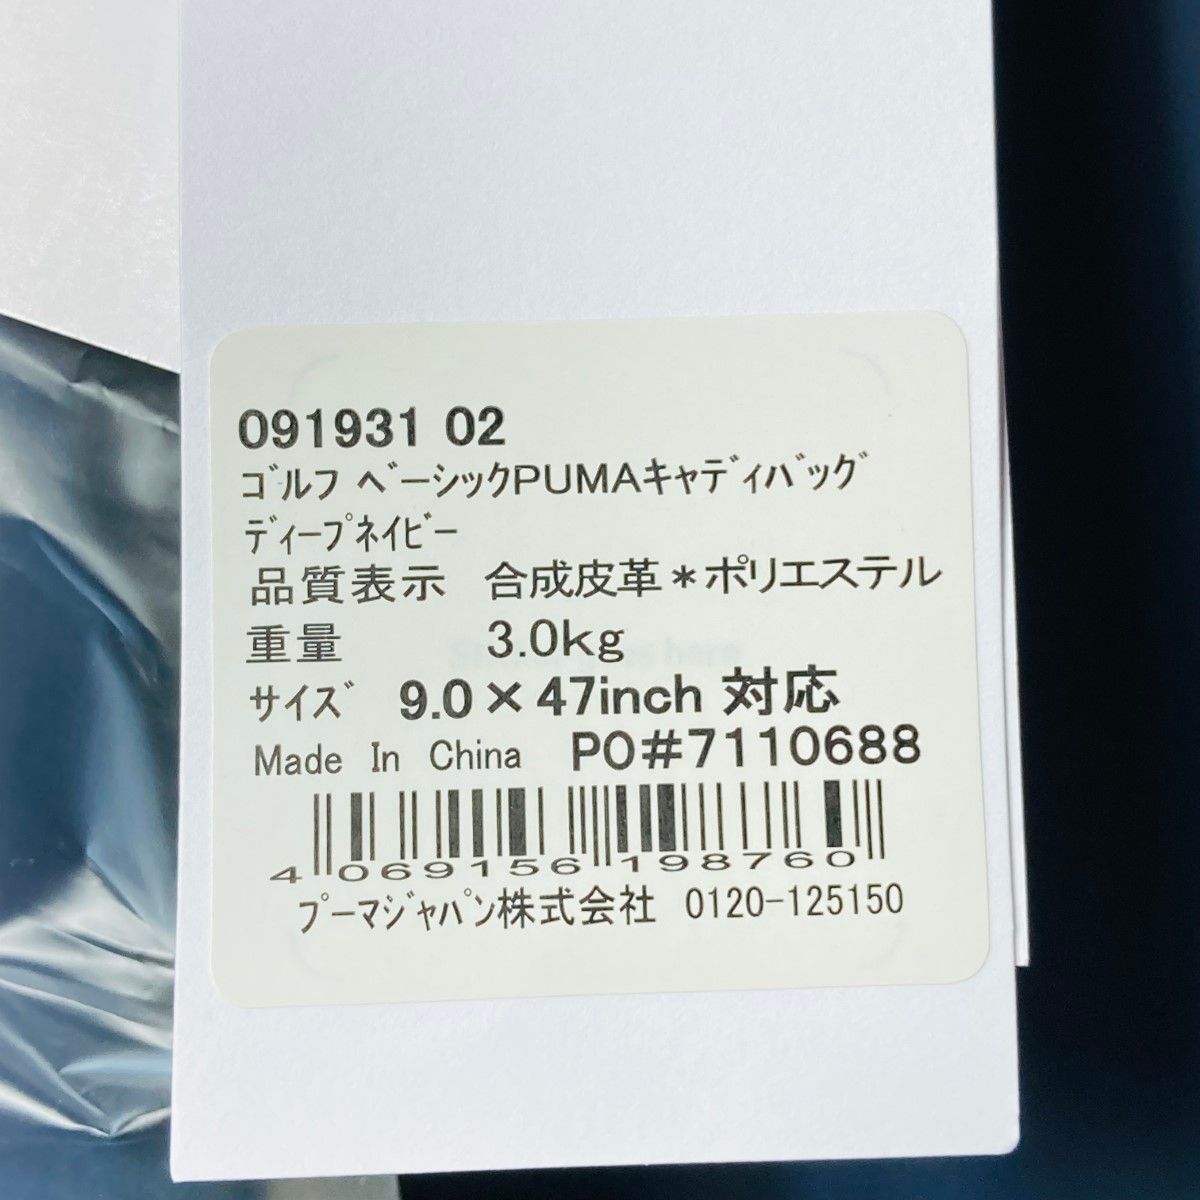 091931 02
ｺﾞﾙﾌ ﾍﾞｰｼｯｸPUMAｷｬﾃﾞｨﾊﾞｯｸﾞ
ﾃﾞｨｰﾌﾟﾈｲﾋﾞｰ
品質表示 合成皮革＊ポリエステル
重量 3.0kg
ｻｲｽﾞ 9.0×47inch 対応
Made In China PO#7110688
4 069156 198760
ﾌﾟｰﾏｼﾞｬﾊﾟﾝ株式会社 0120-125150